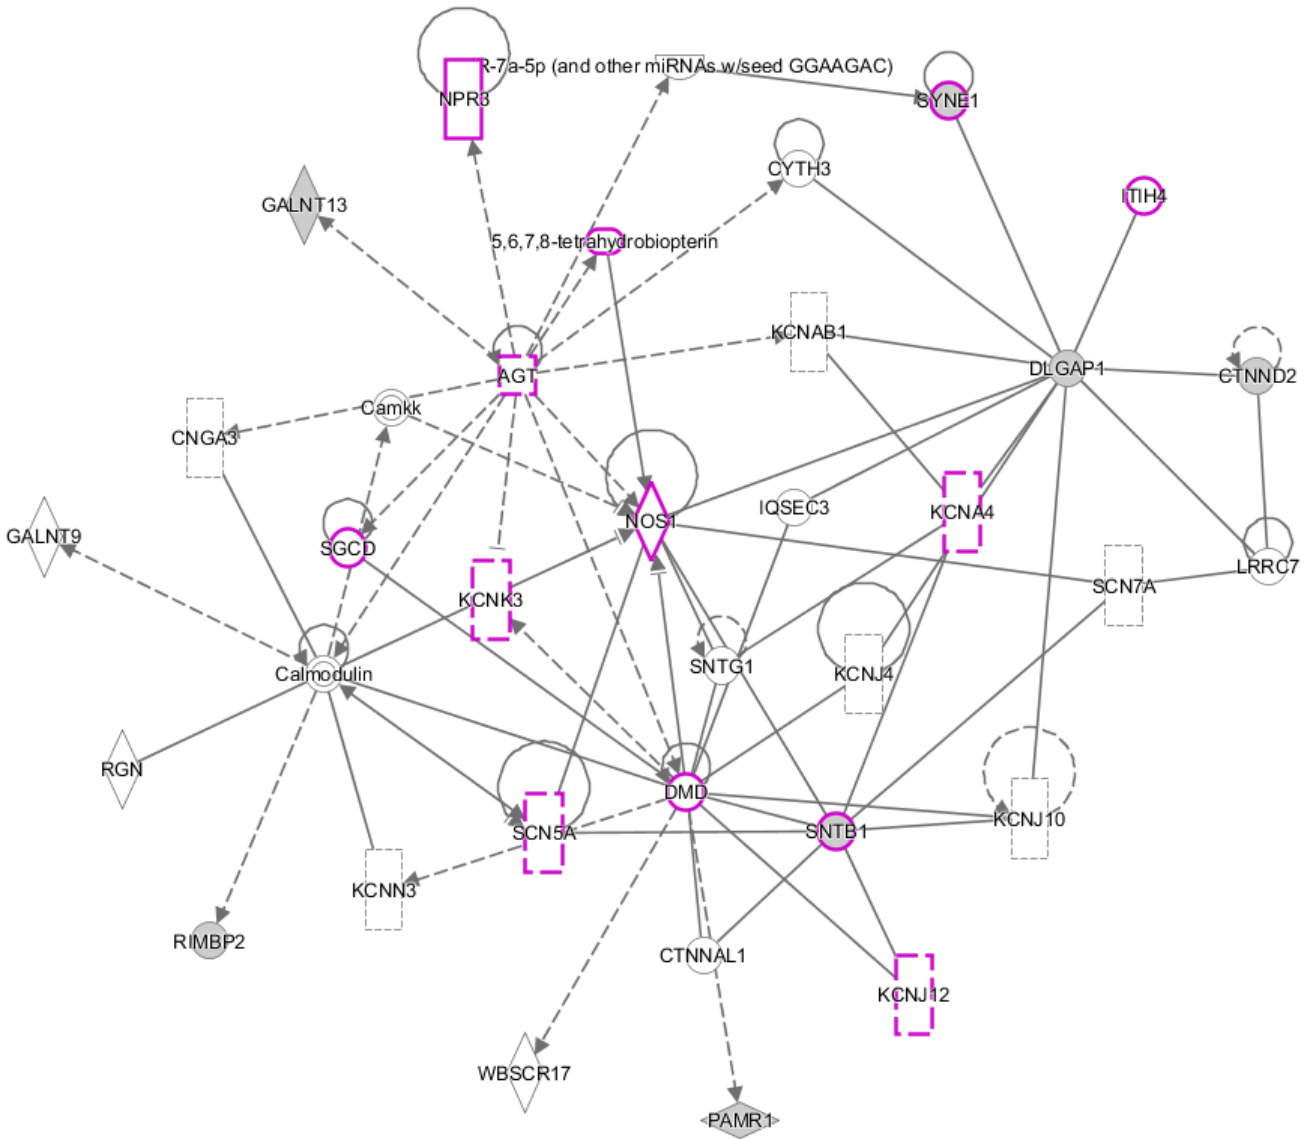 R-7a-5p (and other miRNAs w/seed GGAAGAC)
NPR3
SYNE1
CYTH3
ITIH4
GALNT13
5,6,7,8-tetrahydrobiopterin
KCNAB1
DLGAP1
CTNND2
AGT
Camkk
CNGA3
IQSEC3
KCNA4
NOS1
GALNT9
SGCD
LRRC7
SCN7A
KCNK3
SNTG1
Calmodulin
KCNJ4
RGN
DMD
KCNJ10
SCN5A
SNTB1
KCNN3
RIMBP2
CTNNAL1
KCNJ12
WBSCR17
PAMR1